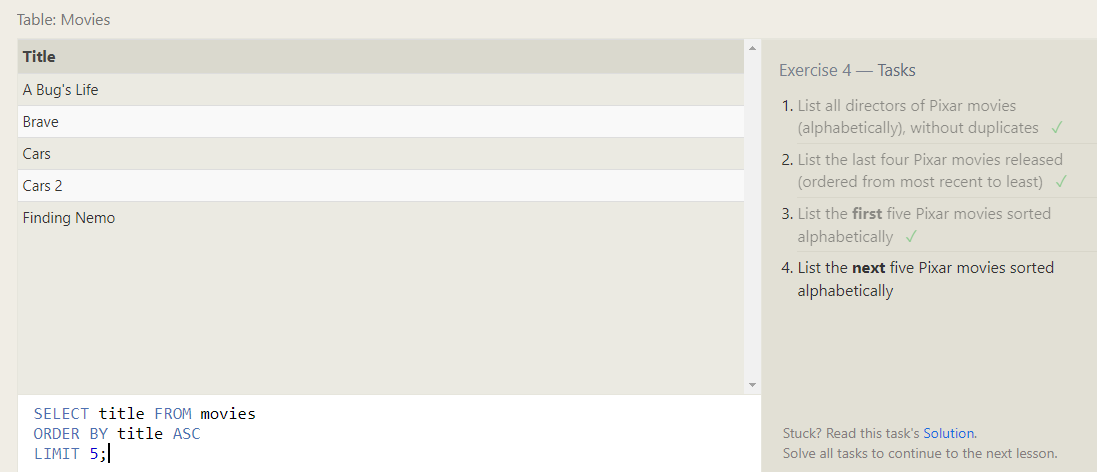 Table: Movies
Title
A Bug's Life
Brave
Cars
Cars 2
Finding Nemo
SELECT title FROM movies
ORDER BY title ASC
LIMIT 5;
Exercise 4 — Tasks
1. List all directors of Pixar movies
(alphabetically), without duplicates ✓
2. List the last four Pixar movies released
(ordered from most recent to least) ✓
3. List the first five Pixar movies sorted
alphabetically ✓
4. List the next five Pixar movies sorted
alphabetically
Stuck? Read this task's Solution.
Solve all tasks to continue to the next lesson.